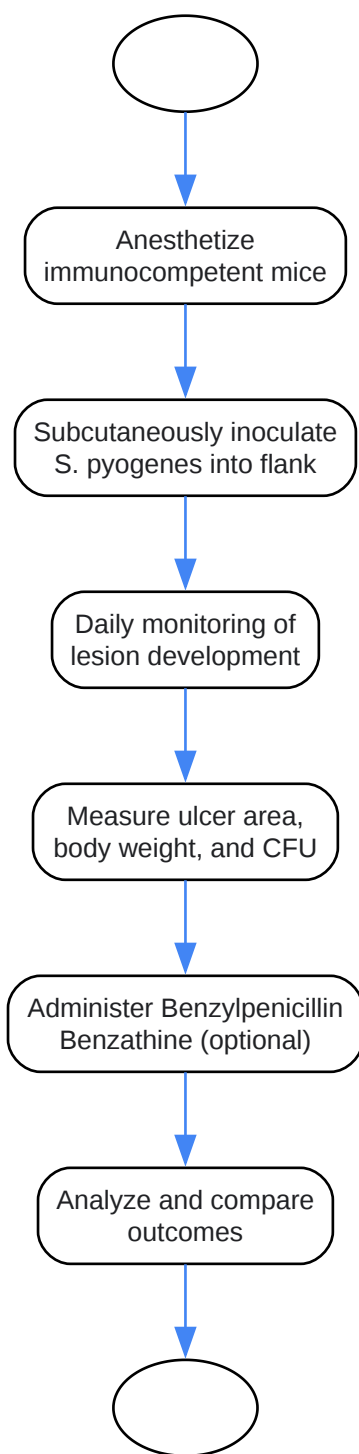 Anesthetize
immunocompetent mice
Subcutaneously inoculate
S. pyogenes into flank
Daily monitoring of
lesion development
Measure ulcer area,
body weight, and CFU
Administer Benzylpenicillin
Benzathine (optional)
Analyze and compare
outcomes